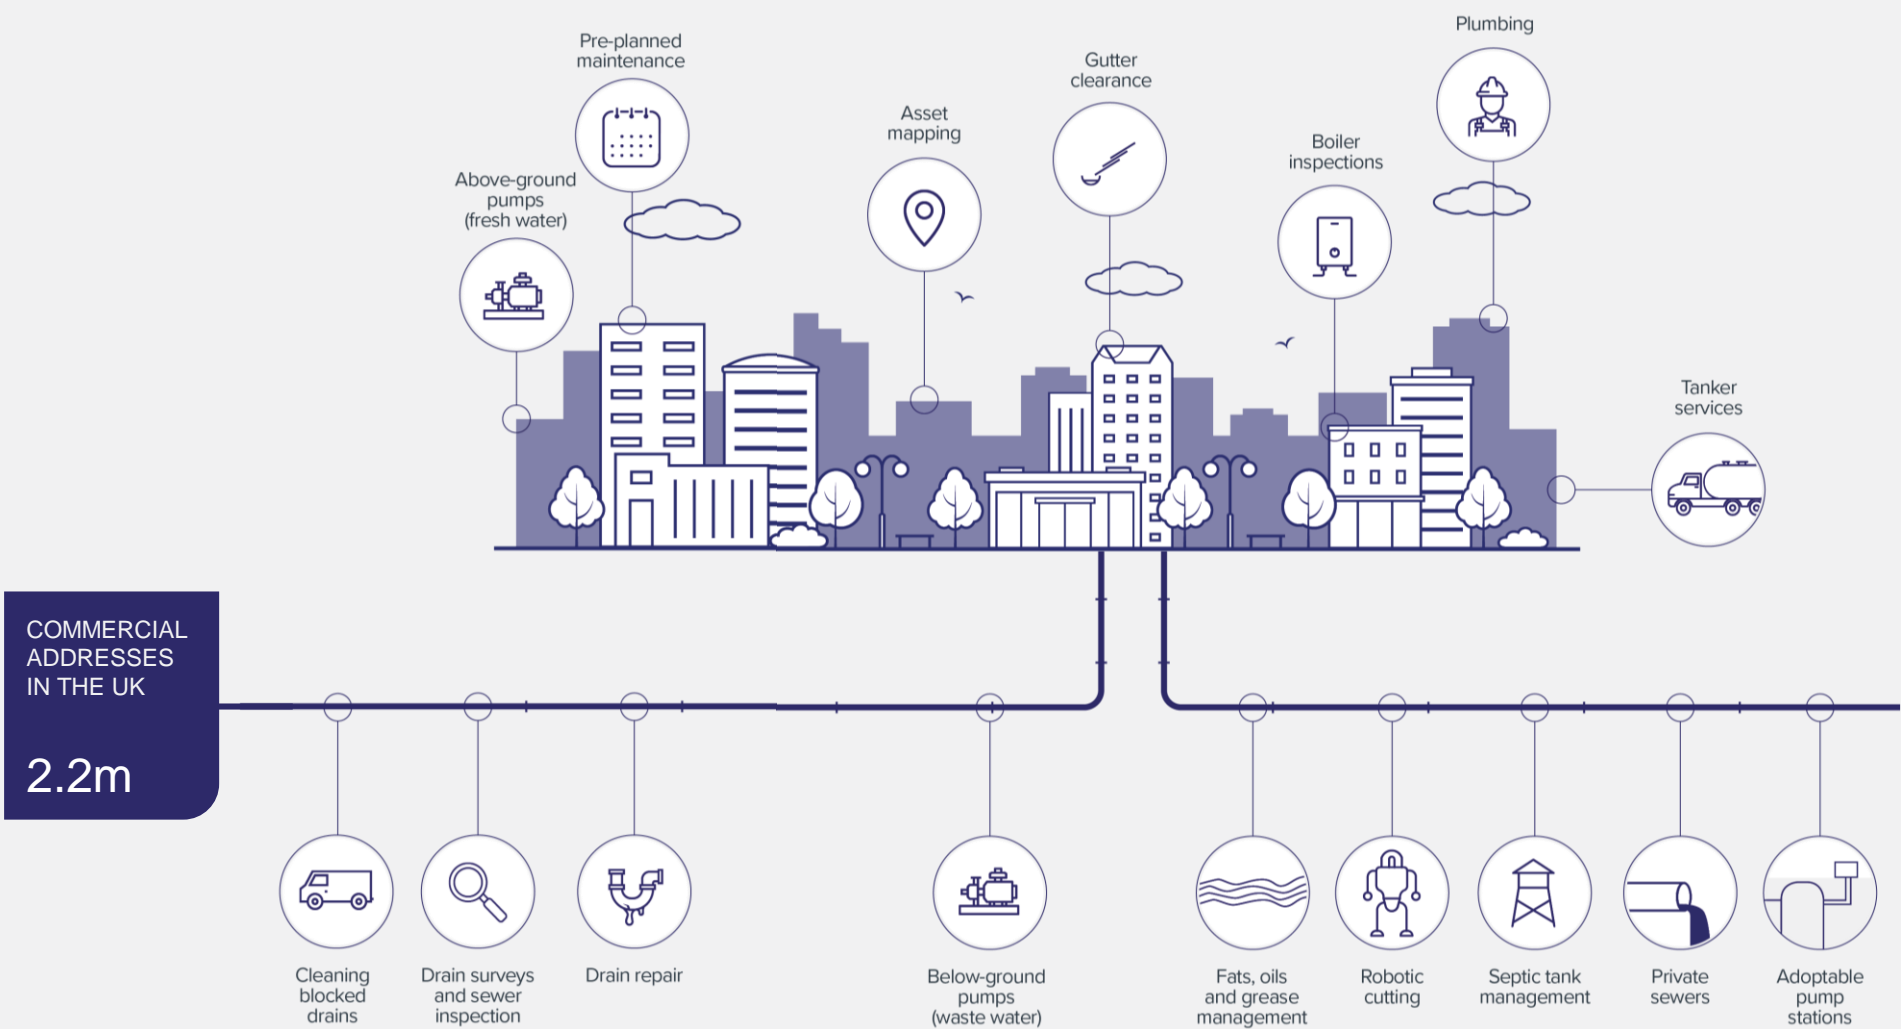 Plumbing
Pre-planned
maintenance
Gutter
clearance
Asset
mapping
Boiler
inspections
Above-ground
pumps
(fresh water)
Tanker
services
COMMERCIAL
ADDRESSES
IN THE UK
2.2m
Cleaning
blocked
drains
Drain surveys
and sewer
inspection
Drain repair
Below-ground
pumps
(waste water)
Fats, oils
and grease
management
Robotic
cutting
Septic tank
management
Private
sewers
Adoptable
pump
stations